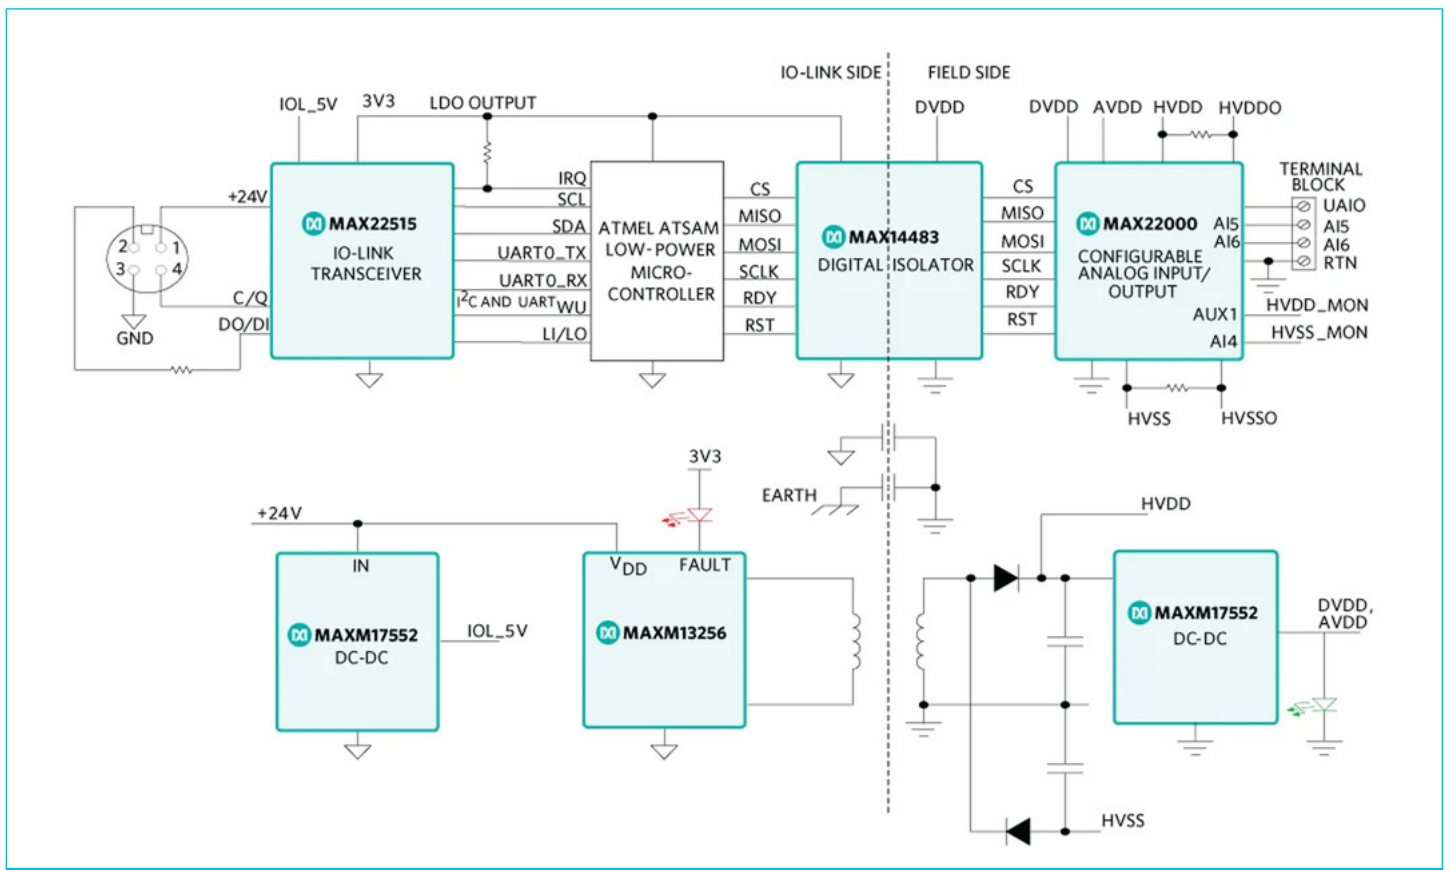 IO-LINK SIDE
FIELD SIDE
IOL_5V
3V3
LDO OUTPUT
DVDD
DVDD
AVDD
HVDD
HVDDO
+24V
2
1
3
4
GND
C/Q
DO/DI
MAX22515
IO-LINK
TRANSCEIVER
IRQ
SCL
SDA
UART0_TX
UART0_RX
I²C AND UART
WU
LI/LO
ATMEL ATSAM
LOW-POWER
MICRO-
CONTROLLER
CS
MISO
MOSI
SCLK
RDY
RST
MAX14483
DIGITAL ISOLATOR
CS
MISO
MOSI
SCLK
RDY
RST
MAX22000
CONFIGURABLE
ANALOG INPUT/
OUTPUT
AI5
AI6
AUX1
AI4
TERMINAL
BLOCK
UAIO
AI5
AI6
RTN
HVDD_MON
HVSS_MON
HVSS
HVSSO
EARTH
+24V
IN
MAXM17552
DC-DC
IOL_5V
3V3
VDD
FAULT
MAXM13256
HVDD
HVSS
MAXM17552
DC-DC
DVDD,
AVDD